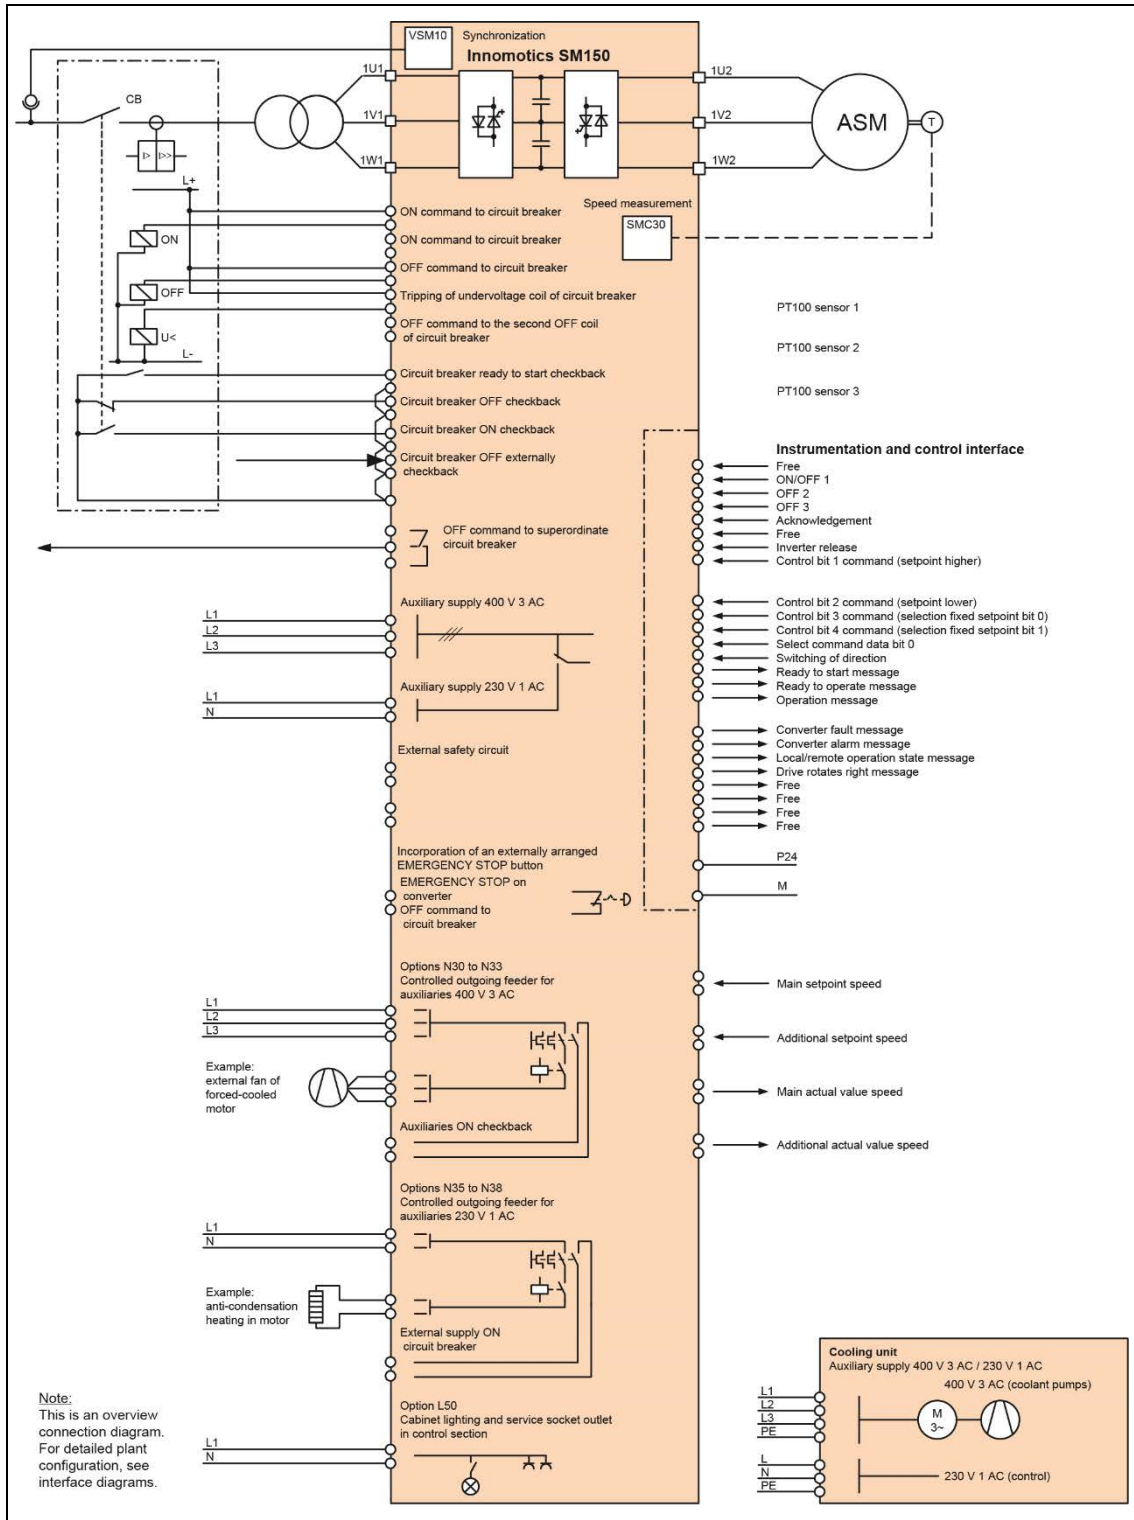 VSM10
Synchronization
Innomotics SM150
1U1
1V1
1W1
1U2
1V2
1W2
CB
I>
I>>
ASM
T
L+
ON
OFF
U<
L-
Speed measurement
SMC30
ON command to circuit breaker
ON command to circuit breaker
OFF command to circuit breaker
Tripping of undervoltage coil of circuit breaker
OFF command to the second OFF coil
of circuit breaker
Circuit breaker ready to start checkback
Circuit breaker OFF checkback
Circuit breaker ON checkback
Circuit breaker OFF externally
checkback
OFF command to superordinate
circuit breaker
PT100 sensor 1
PT100 sensor 2
PT100 sensor 3
Instrumentation and control interface
Free
ON/OFF 1
OFF 2
OFF 3
Acknowledgement
Free
Inverter release
Control bit 1 command (setpoint higher)
Control bit 2 command (setpoint lower)
Control bit 3 command (selection fixed setpoint bit 0)
Control bit 4 command (selection fixed setpoint bit 1)
Select command data bit 0
Switching of direction
Ready to start message
Ready to operate message
Operation message
Converter fault message
Converter alarm message
Local/remote operation state message
Drive rotates right message
Free
Free
Free
Free
P24
M
Auxiliary supply 400 V 3 AC
L1
L2
L3
Auxiliary supply 230 V 1 AC
L1
N
External safety circuit
Incorporation of an externally arranged
EMERGENCY STOP button
EMERGENCY STOP on
converter
OFF command to
circuit breaker
Options N30 to N33
Controlled outgoing feeder for
auxiliaries 400 V 3 AC
L1
L2
L3
Example:
external fan of
forced-cooled
motor
Auxiliaries ON checkback
Main setpoint speed
Additional setpoint speed
Main actual value speed
Additional actual value speed
Options N35 to N38
Controlled outgoing feeder for
auxiliaries 230 V 1 AC
L1
N
Example:
anti-condensation
heating in motor
External supply ON
circuit breaker
Option L50
Cabinet lighting and service socket outlet
in control section
L1
N
Note:
This is an overview
connection diagram.
For detailed plant
configuration, see
interface diagrams.
Cooling unit
Auxiliary supply 400 V 3 AC / 230 V 1 AC
400 V 3 AC (coolant pumps)
L1
L2
L3
PE
M
3~
L
N
PE
230 V 1 AC (control)